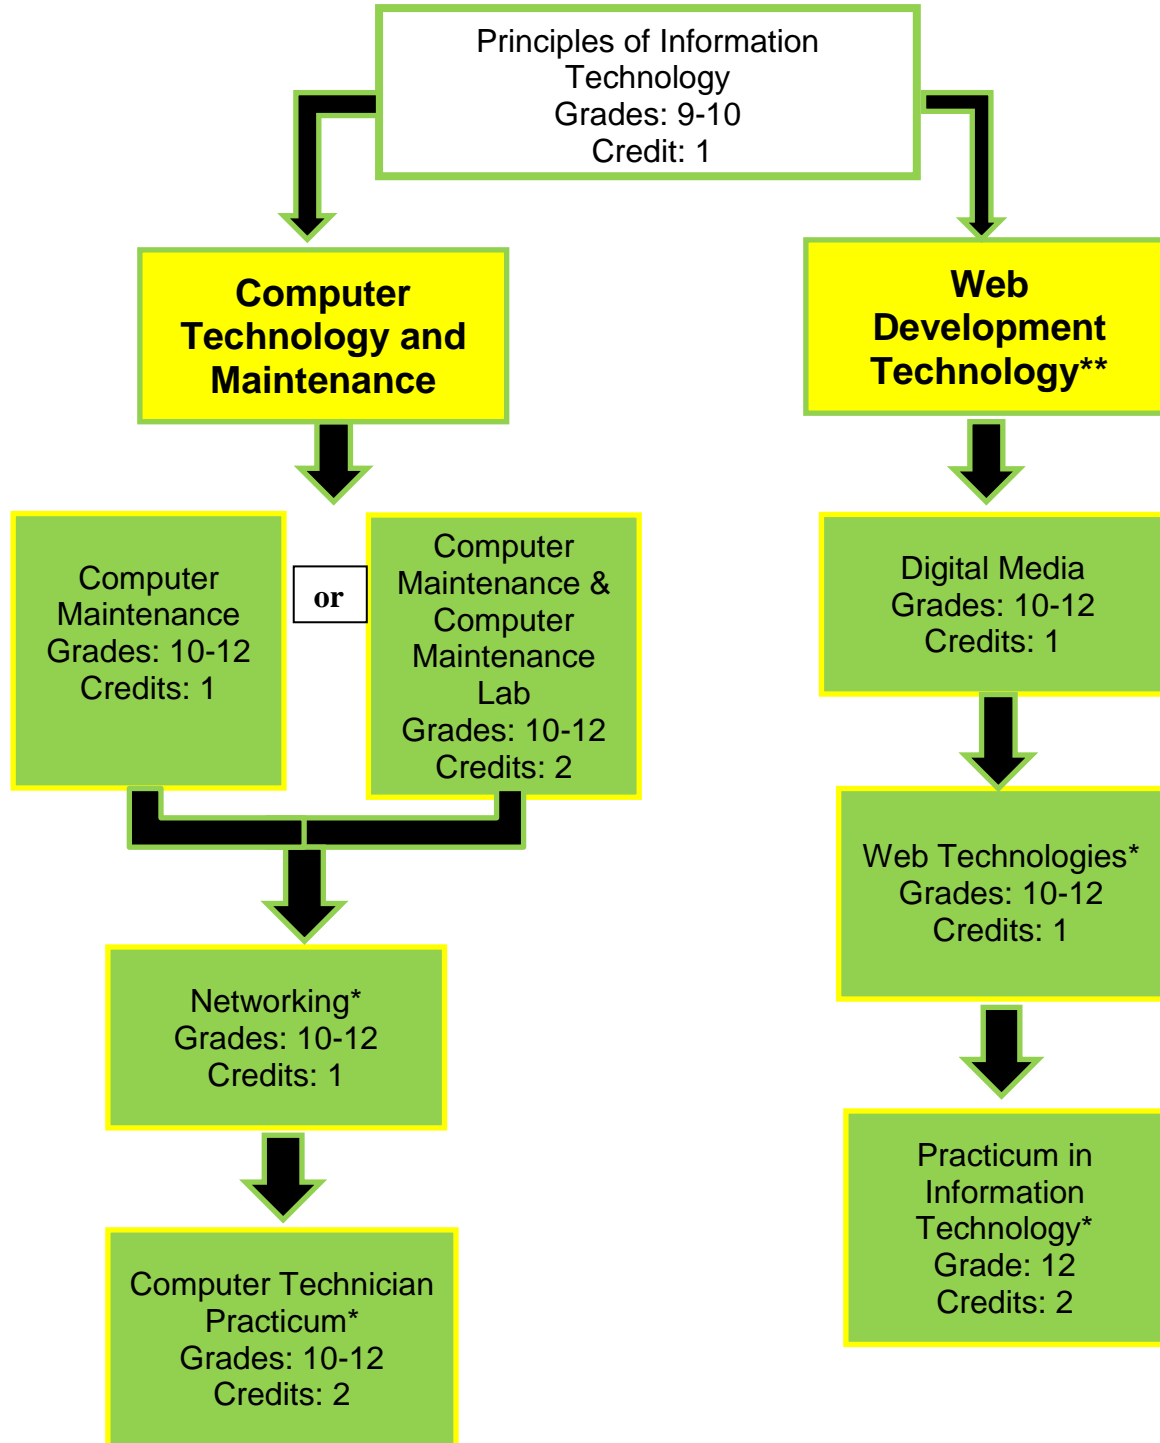 Principles of Information
Technology
Grades: 9-10
Credit: 1
Computer
Technology and
Maintenance
Web
Development
Technology**
Computer
Maintenance
Grades: 10-12
Credits: 1
or
Computer
Maintenance &
Computer
Maintenance
Lab
Grades: 10-12
Credits: 2
Digital Media
Grades: 10-12
Credits: 1
Web Technologies*
Grades: 10-12
Credits: 1
Networking*
Grades: 10-12
Credits: 1
Practicum in
Information
Technology*
Grade: 12
Credits: 2
Computer Technician
Practicum*
Grades: 10-12
Credits: 2